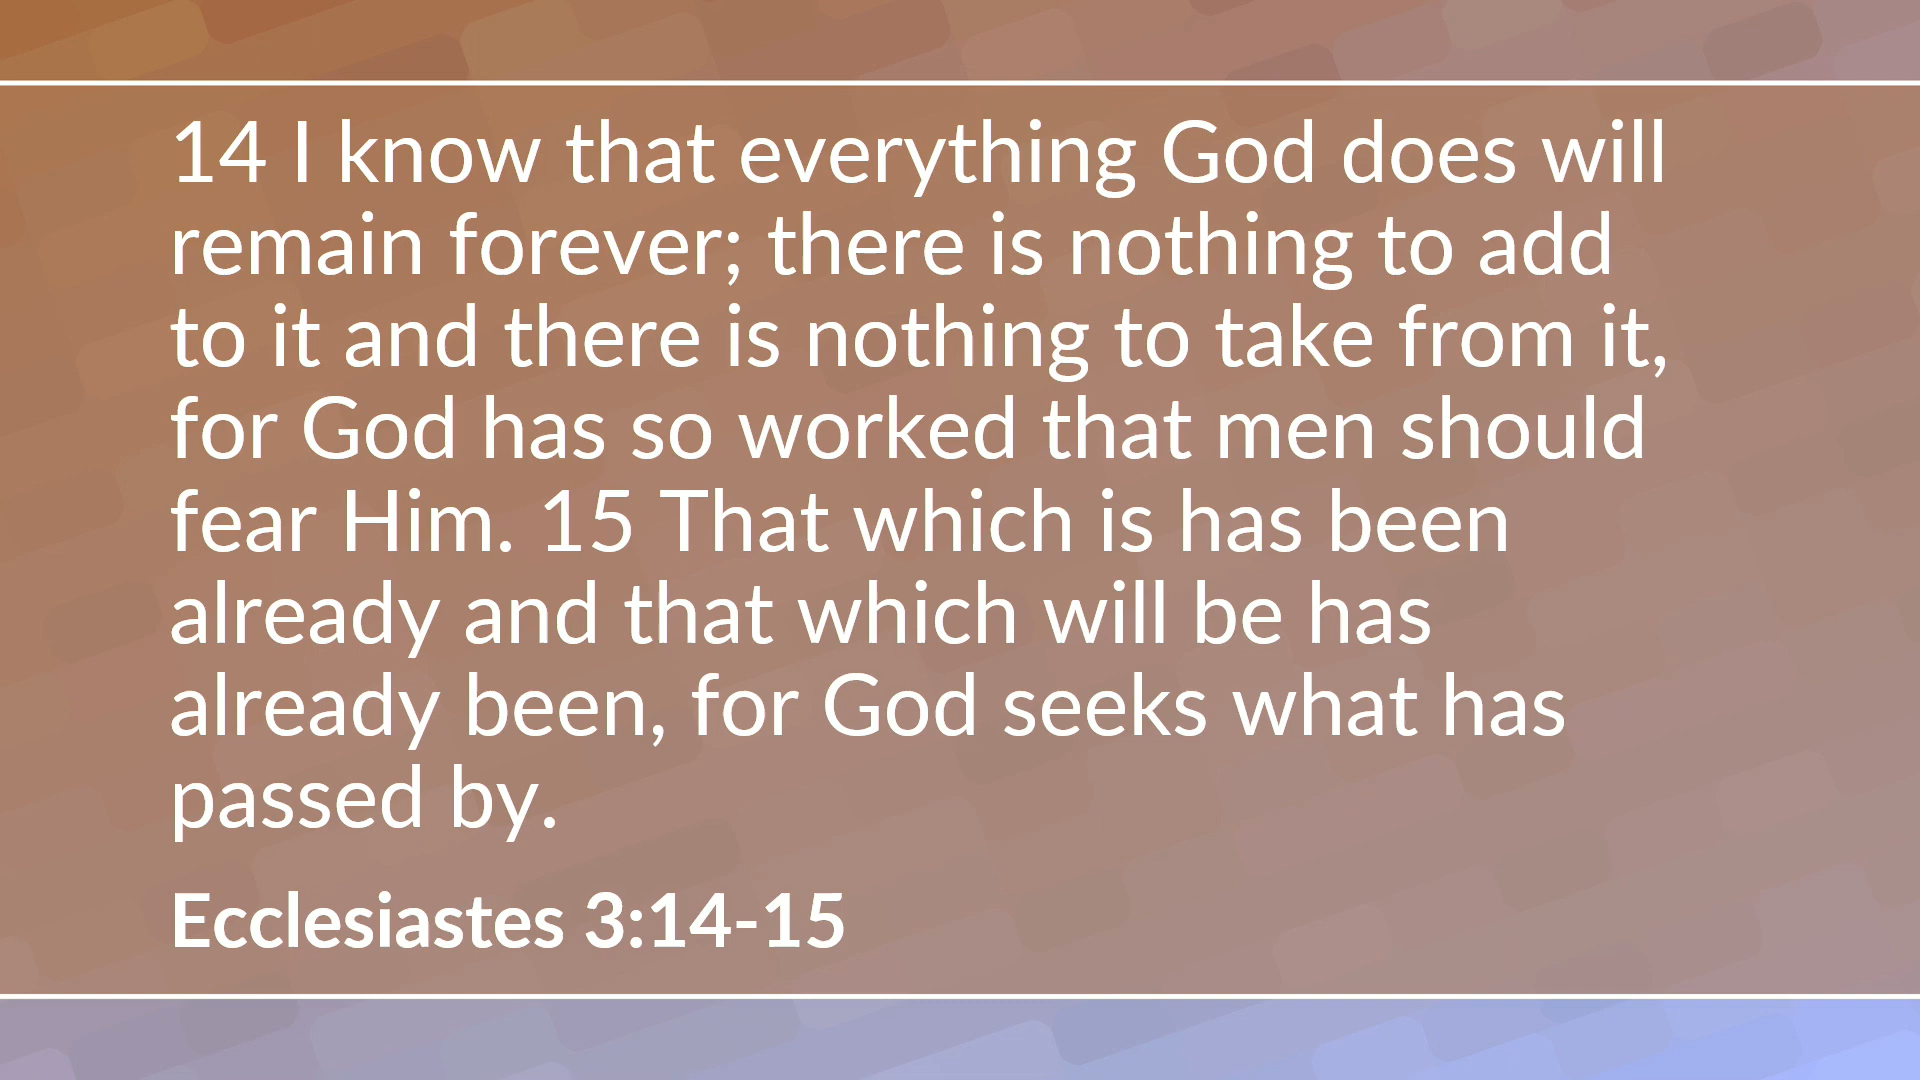 14 I know that everything God does will
remain forever; there is nothing to add
to it and there is nothing to take from it,
for God has so worked that men should
fear Him. 15 That which is has been
already and that which will be has
already been, for God seeks what has
passed by.
Ecclesiastes 3:14-15